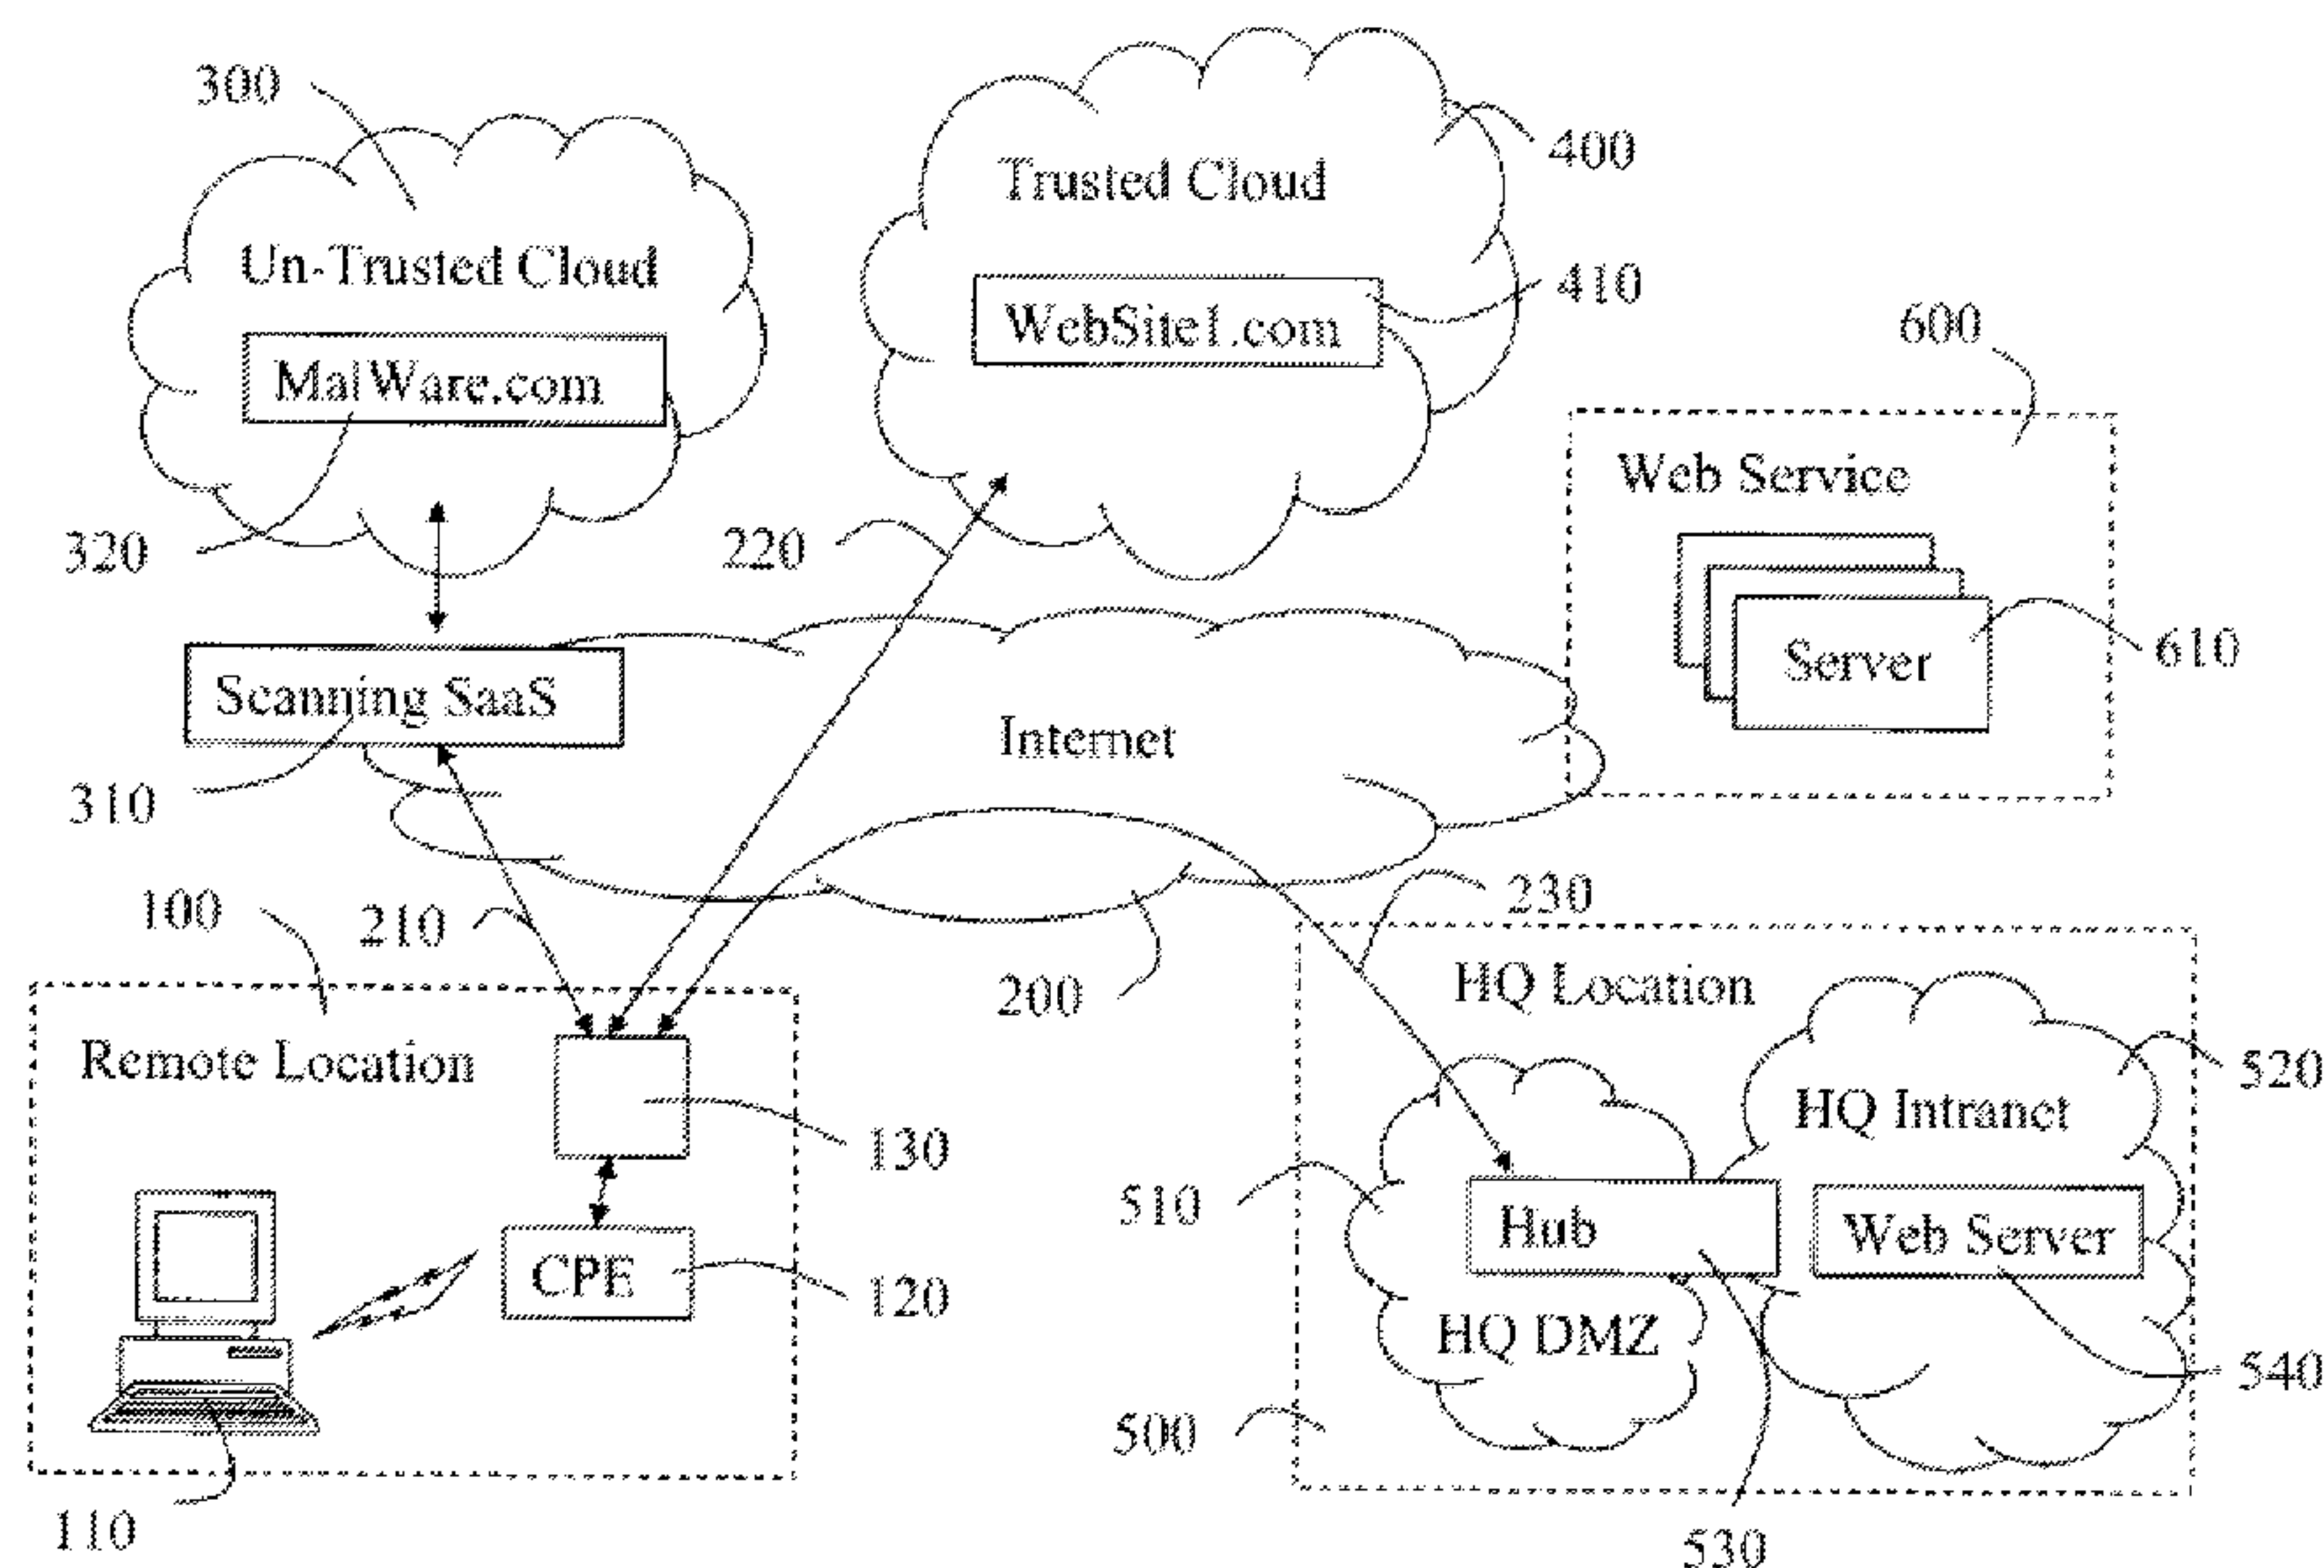 300
Un-Trusted Cloud
MalWare.com
320
Trusted Cloud
400
WebSite1.com
410
220
600
Web Service
Server
610
Scanning SaaS
310
Internet
100
210
200
230
Remote Location
130
CPE
120
110
HQ Location
520
HQ Intranet
510
Hub
Web Server
HQ DMZ
540
500
530